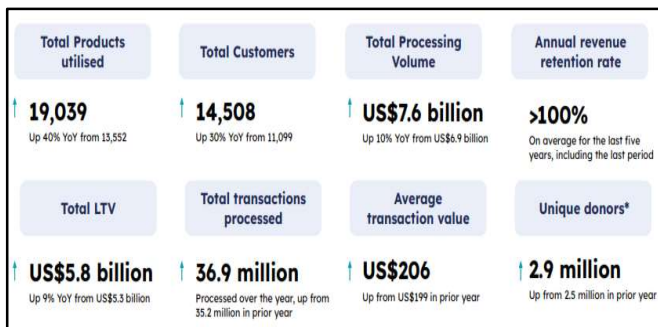 Total Products
utilised
Total Customers
Total Processing
Volume
Annual revenue
retention rate
19,039
Up 40% YoY from 13,552
14,508
Up 30% YoY from 11,099
US$7.6 billion
Up 10% YoY from US$6.9 billion
>100%
On average for the last five
years, including the last period
Total LTV
Total transactions
processed
Average
transaction value
Unique donors*
US$5.8 billion
Up 9% YoY from US$5.3 billion
36.9 million
Processed over the year, up from
35.2 million in prior year
US$206
Up from US$199 in prior year
2.9 million
Up from 2.5 million in prior year